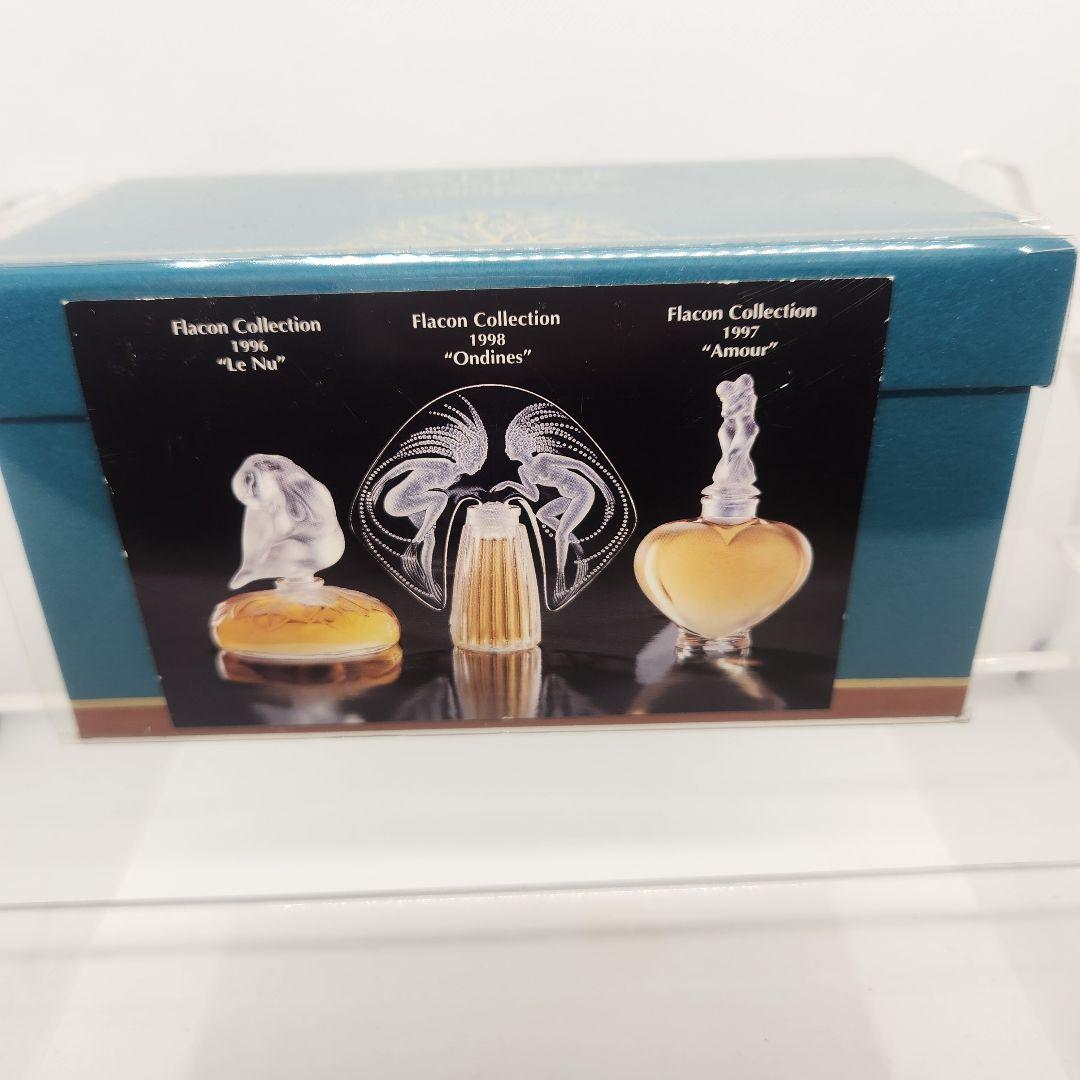 Flacon Collection
1996
“Le Nu”
Flacon Collection
1998
“Ondines”
Flacon Collection
1997
“Amour”